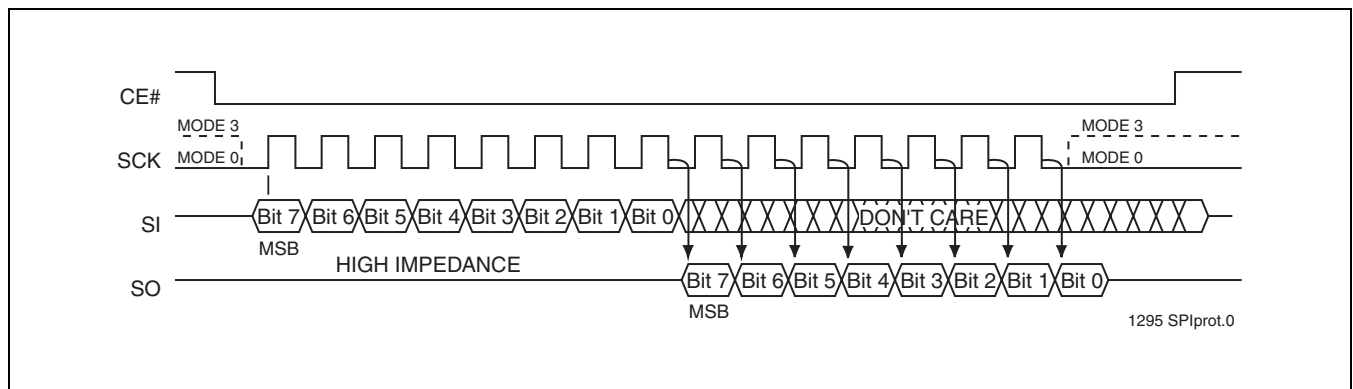 CE#
MODE 3 MODE 3
SCK MODE 0 MODE 0
SI Bit 7 Bit 6 Bit 5 Bit 4 Bit 3 Bit 2 Bit 1 Bit 0 DON'T CARE
MSB
HIGH IMPEDANCE
SO Bit 7 Bit 6 Bit 5 Bit 4 Bit 3 Bit 2 Bit 1 Bit 0
MSB
1295 SPIprot.0